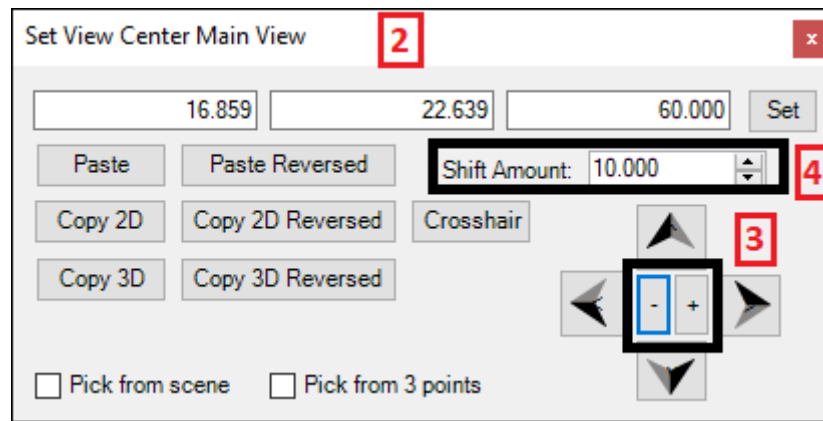 Set View Center Main View 2 x
16.859 22.639 60.000 Set
Paste Paste Reversed Shift Amount: 10.000 4
Copy 2D Copy 2D Reversed Crosshair 3
Copy 3D Copy 3D Reversed - +
Pick from scene Pick from 3 points